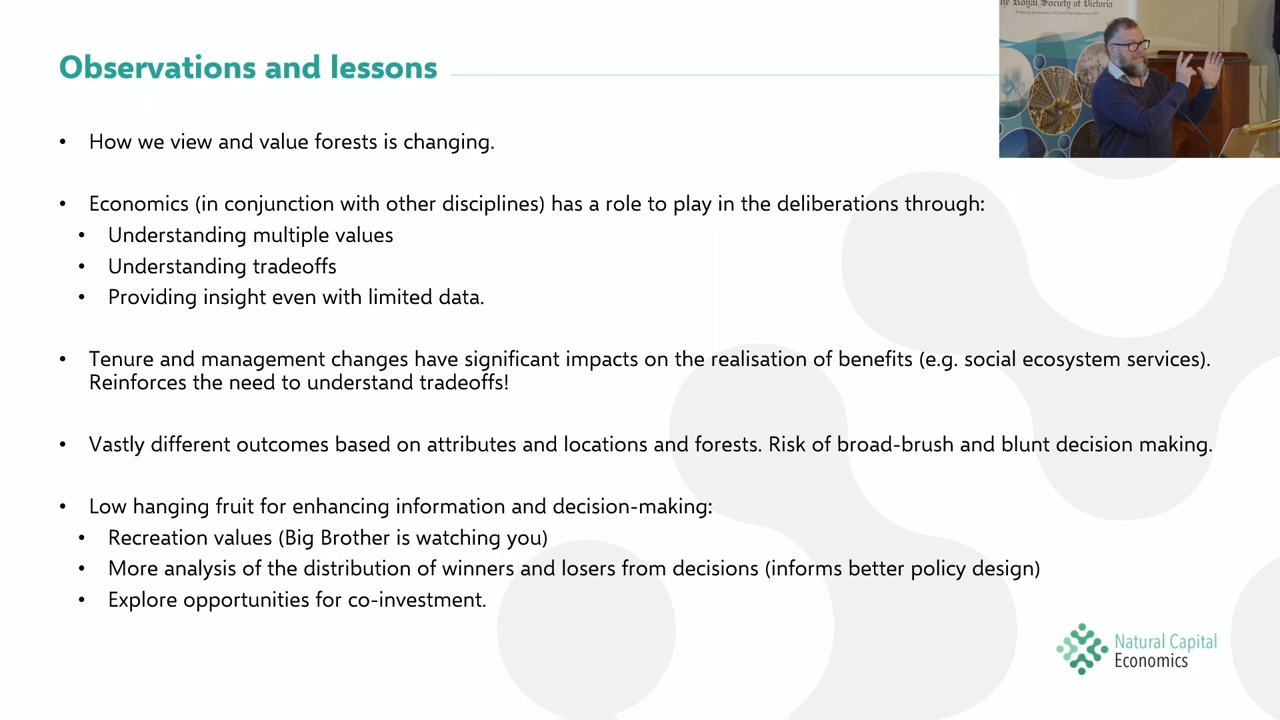 The Royal Society of Victoria
Observations and lessons
• How we view and value forests is changing.
• Economics (in conjunction with other disciplines) has a role to play in the deliberations through:
• Understanding multiple values
• Understanding tradeoffs
• Providing insight even with limited data.
• Tenure and management changes have significant impacts on the realisation of benefits (e.g. social ecosystem services).
Reinforces the need to understand tradeoffs!
• Vastly different outcomes based on attributes and locations and forests. Risk of broad-brush and blunt decision making.
• Low hanging fruit for enhancing information and decision-making:
• Recreation values (Big Brother is watching you)
• More analysis of the distribution of winners and losers from decisions (informs better policy design)
• Explore opportunities for co-investment.
Natural Capital
Economics